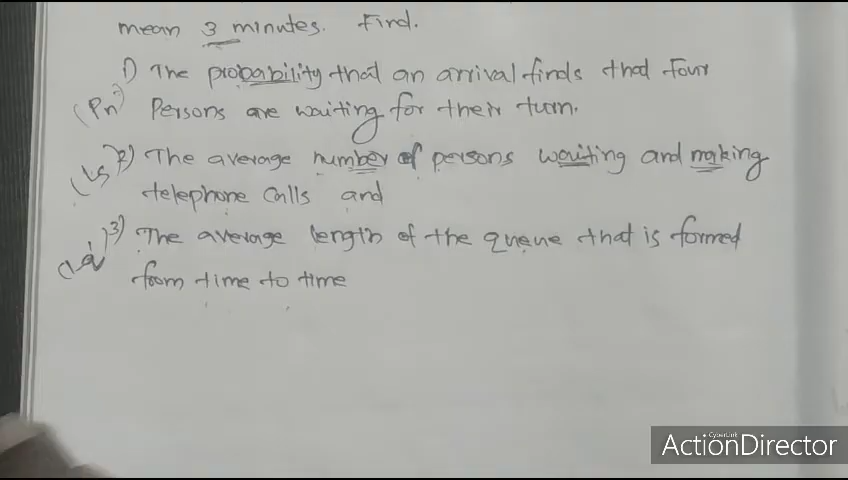 mean 3 minutes. Find.
1) The probability that an arrival finds that four
(Pn) Persons are waiting for their turn.
(Ls 2) The average number of persons waiting and making
telephone calls and
3) The average length of the queue that is formed
from time to time
CyberLink
ActionDirector